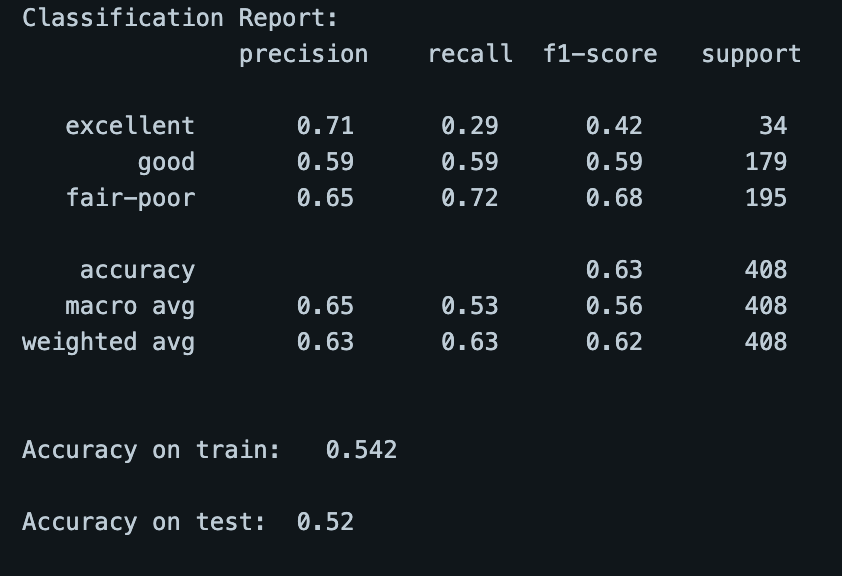 Classification Report:
precision recall f1-score support
excellent 0.71 0.29 0.42 34
good 0.59 0.59 0.59 179
fair-poor 0.65 0.72 0.68 195
accuracy 0.63 408
macro avg 0.65 0.53 0.56 408
weighted avg 0.63 0.63 0.62 408
Accuracy on train: 0.542
Accuracy on test: 0.52